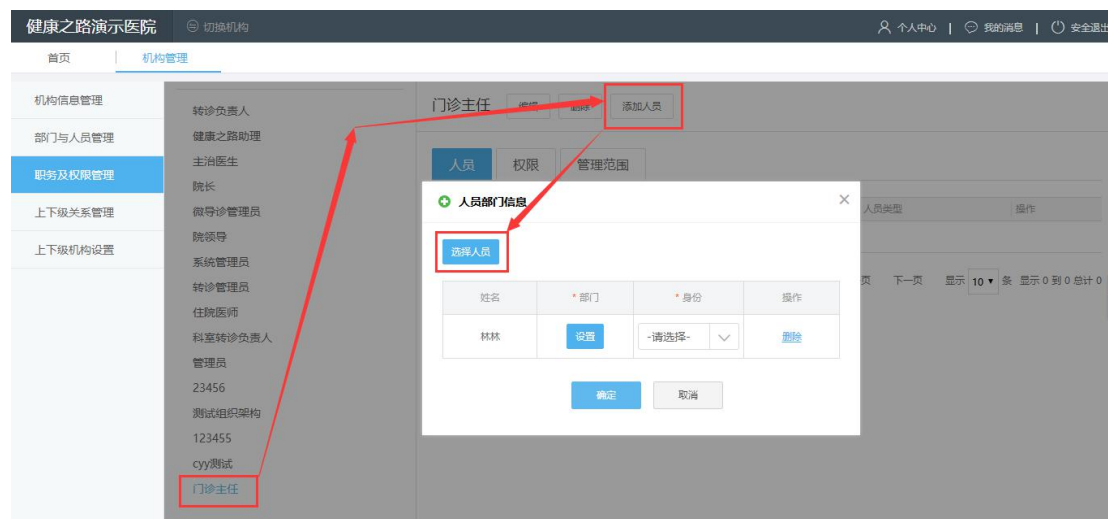 健康之路演示医院 切换机构 个人中心 | 我的消息 | 安全退出
首页 机构管理
机构信息管理
部门与人员管理
职务及权限管理
上下级关系管理
上下级机构设置
转诊负责人
健康之路助理
主治医生
院长
微导诊管理员
院领导
系统管理员
转诊管理员
住院医师
科室转诊负责人
管理员
23456
测试组织架构
123455
cyy测试
门诊主任
门诊主任 编辑 删除 添加人员
人员 权限 管理范围
人员类型 操作
页 下一页 显示 10 条 显示 0 到 0 总计 0
人员部门信息 ×
选择人员
姓名 * 部门 * 身份 操作
林林 设置 -请选择- 删除
确定 取消